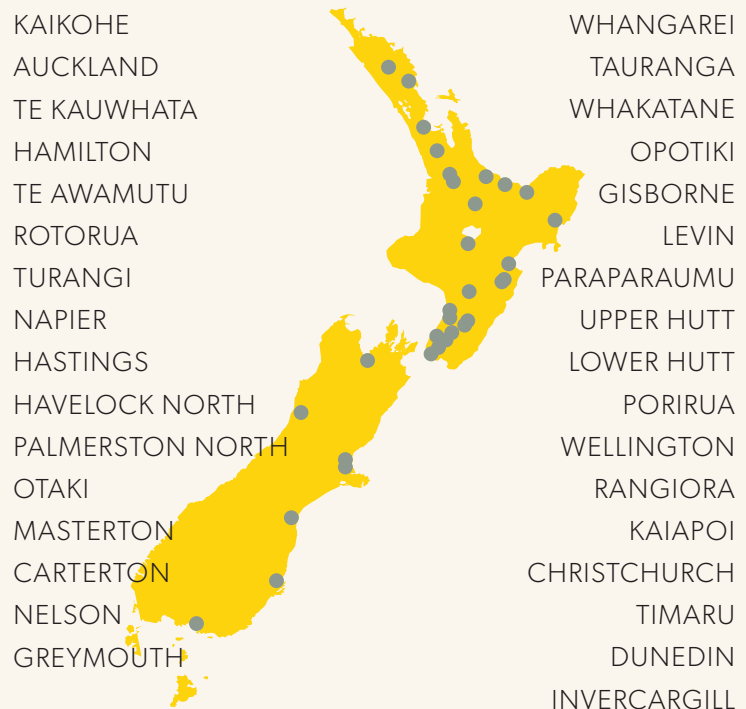 KAIKOHE
AUCKLAND
TE KAUWHATA
HAMILTON
TE AWAMUTU
ROTORUA
TURANGI
NAPIER
HASTINGS
HAVELOCK NORTH
PALMERSTON NORTH
OTAKI
MASTERTON
CARTERTON
NELSON
GREYMOUTH
WHANGAREI
TAURANGA
WHAKATANE
OPOTIKI
GISBORNE
LEVIN
PARAPARAUMU
UPPER HUTT
LOWER HUTT
PORIRUA
WELLINGTON
RANGIORA
KAIAPOI
CHRISTCHURCH
TIMARU
DUNEDIN
INVERCARGILL